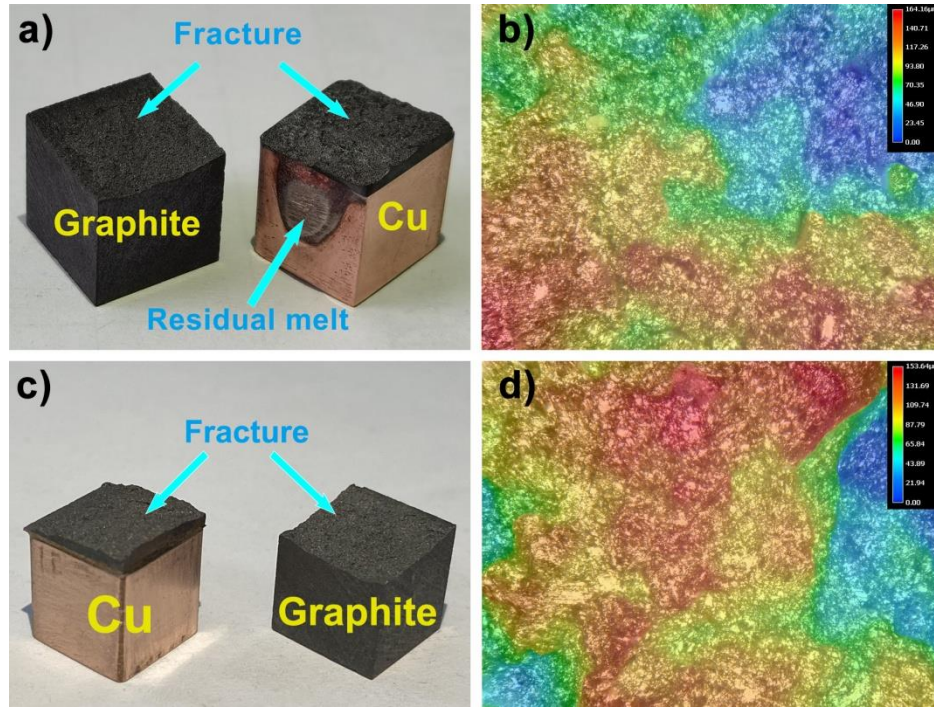 a)
Fracture
Graphite
Cu
Residual melt
b)
164.16μm
140.71
117.26
93.80
70.35
46.90
23.45
0.00
c)
Fracture
Cu
Graphite
d)
153.64μ
131.69
109.74
87.79
65.84
43.89
21.94
0.00